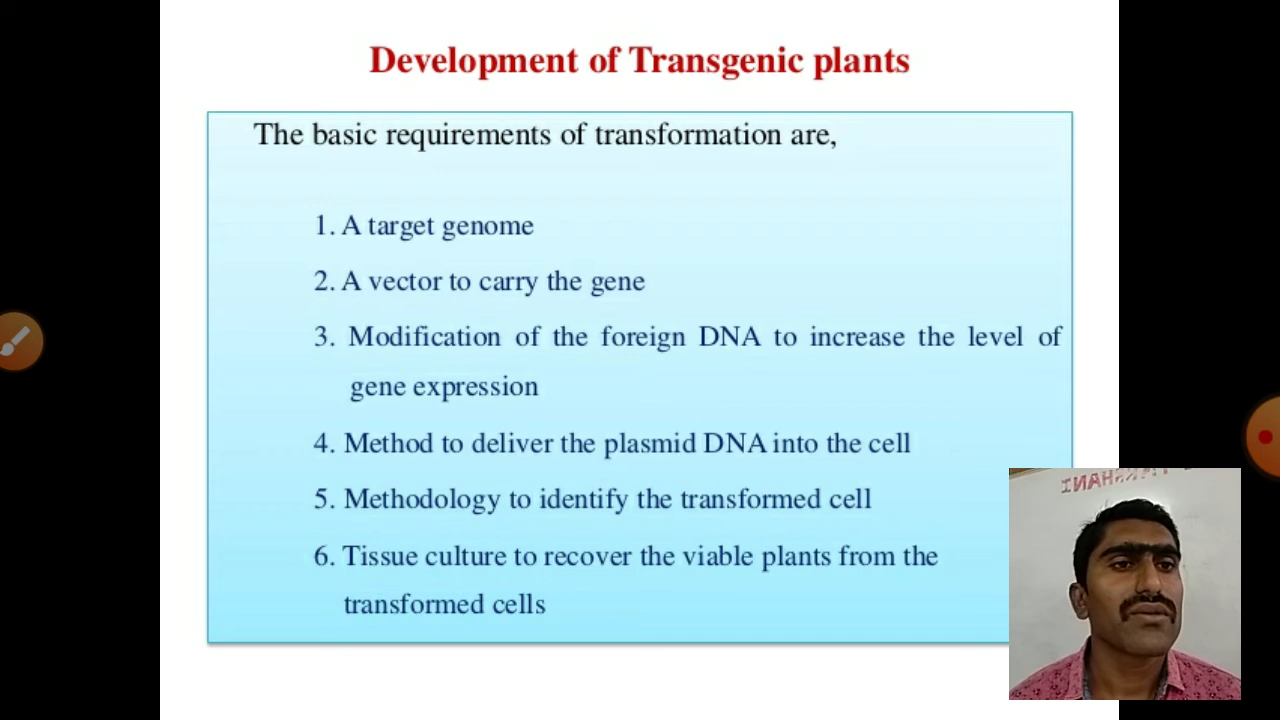 Development of Transgenic plants
The basic requirements of transformation are,
1. A target genome
2. A vector to carry the gene
3. Modification of the foreign DNA to increase the level of
gene expression
4. Method to deliver the plasmid DNA into the cell
5. Methodology to identify the transformed cell
6. Tissue culture to recover the viable plants from the
transformed cells